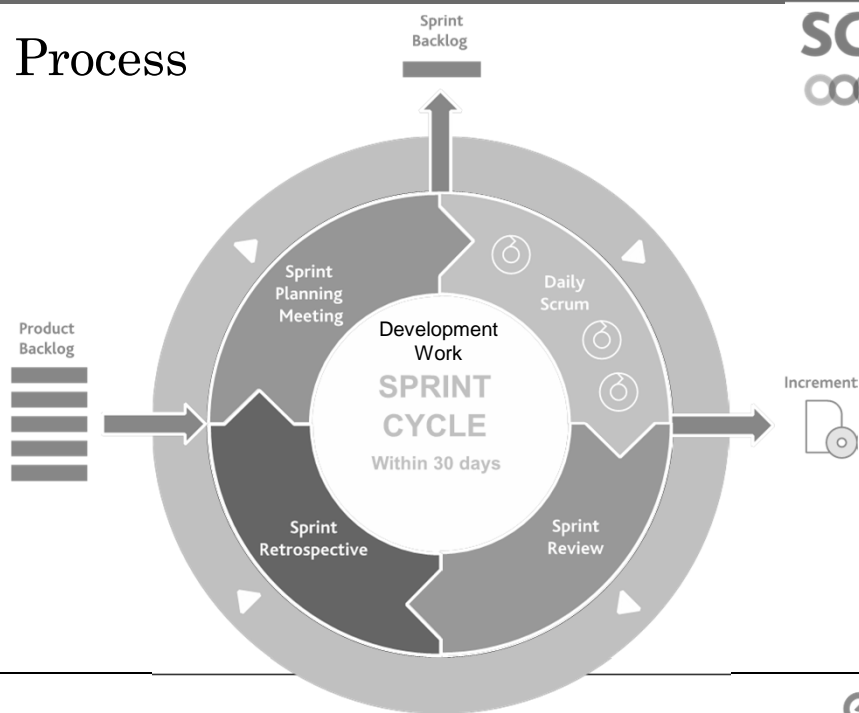 Process
Sprint
Backlog
SC
Sprint
Planning
Meeting
Daily
Scrum
Product
Backlog
Development
Work
SPRINT
CYCLE
Within 30 days
Increment
Sprint
Retrospective
Sprint
Review